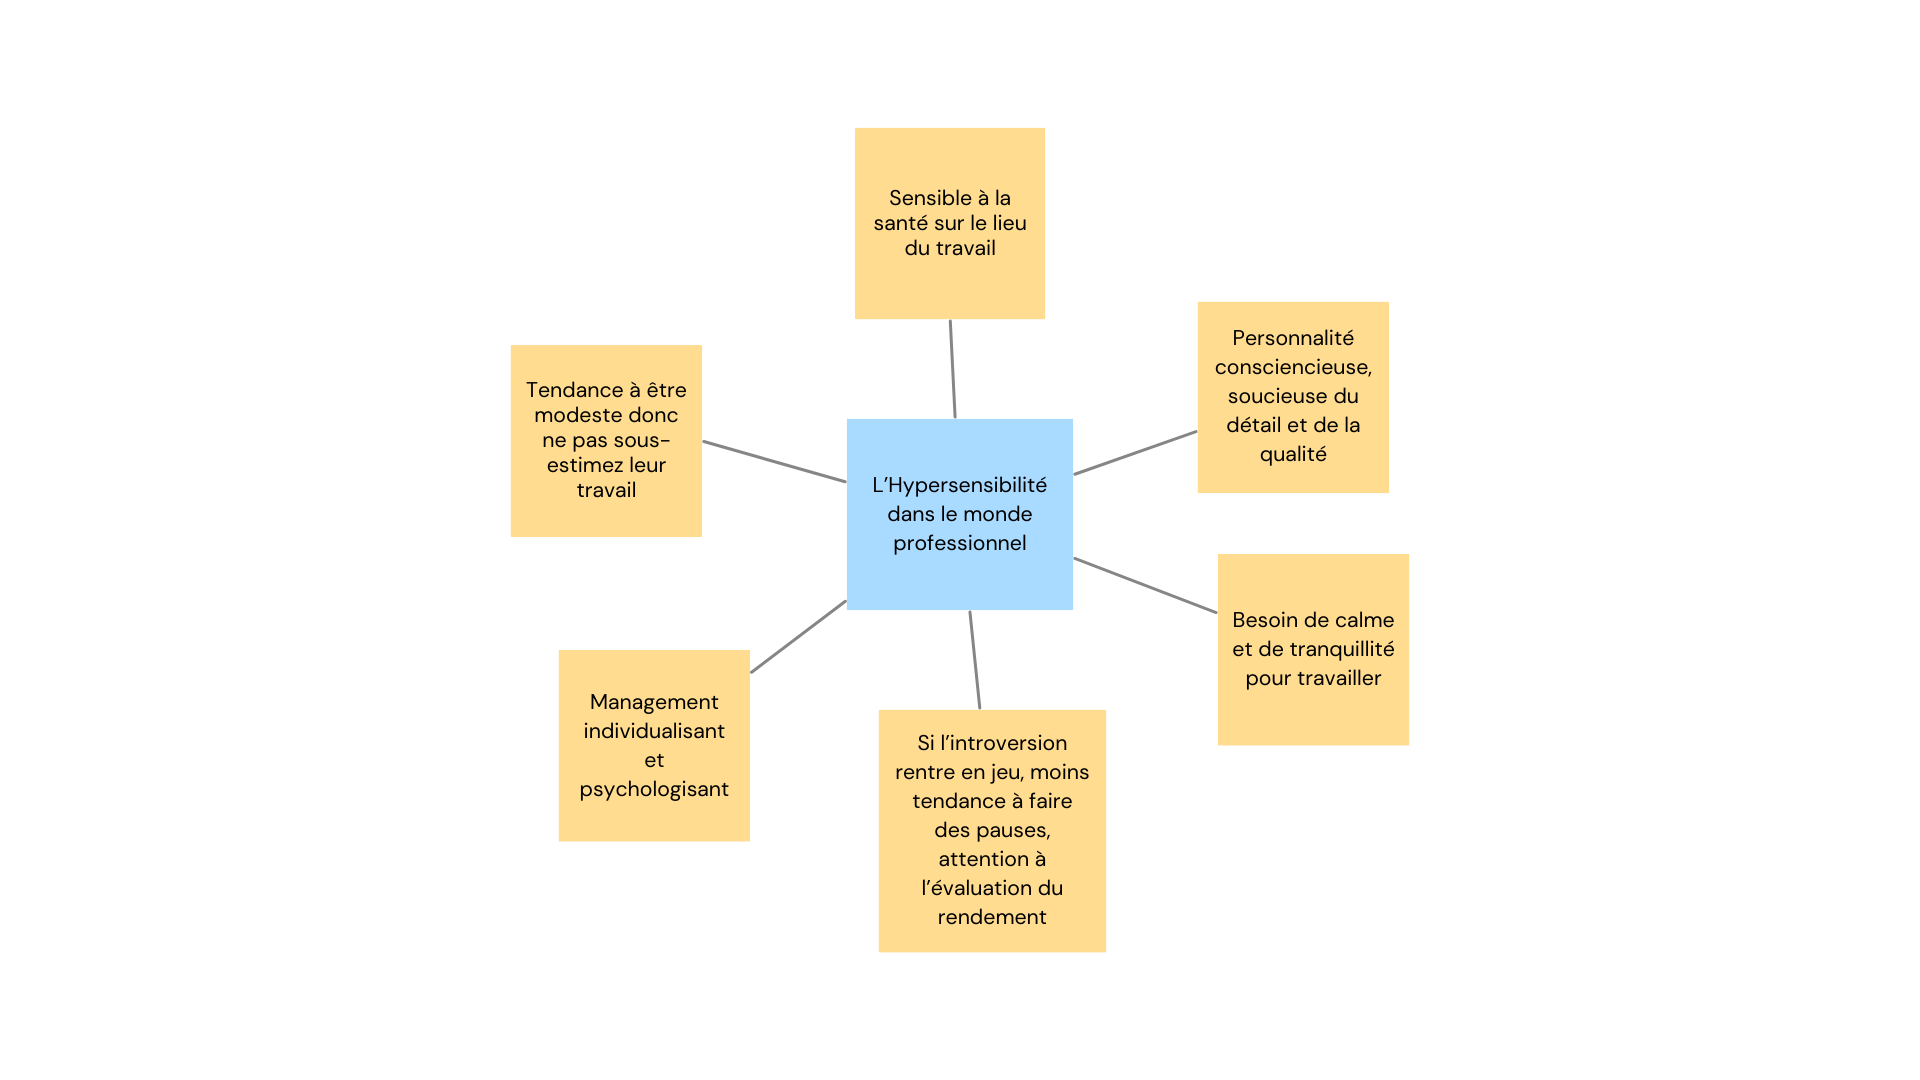 Sensible à la
santé sur le lieu
du travail
Personnalité
consciencieuse,
soucieuse du
détail et de la
qualité
Tendance à être
modeste donc
ne pas sous-
estimez leur
travail
L’Hypersensibilité
dans le monde
professionnel
Besoin de calme
et de tranquillité
pour travailler
Management
individualisant
et
psychologisant
Si l’introversion
rentre en jeu, moins
tendance à faire
des pauses,
attention à
l’évaluation du
rendement